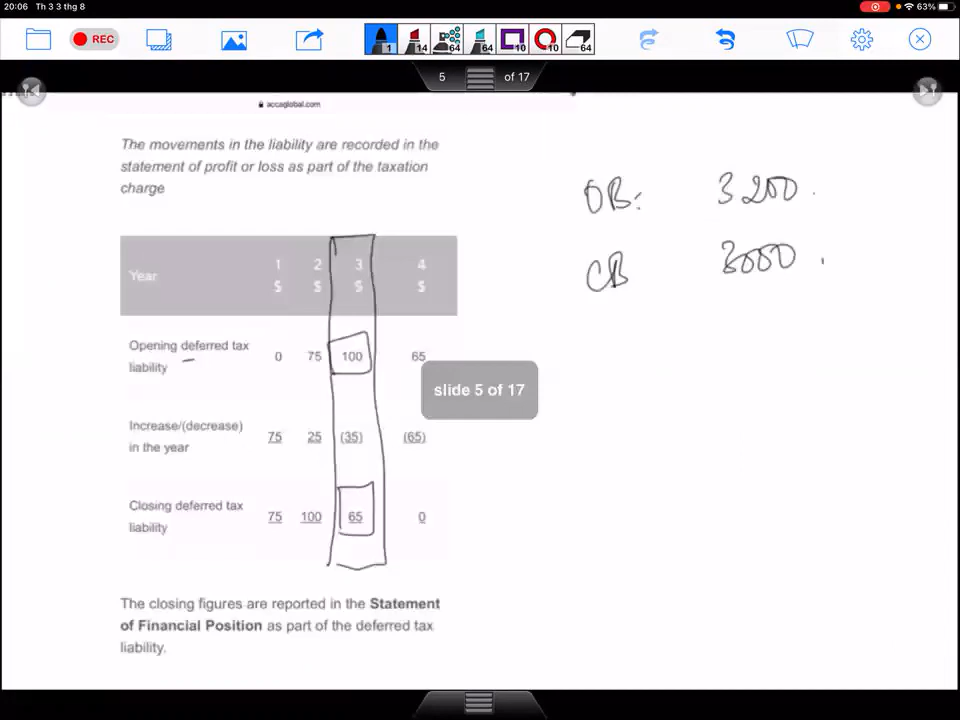 20:06 Th 3 3 thg 8
63%
REC
1 14 64 64 10 10 64
5 of 17
accaglobal.com
The movements in the liability are recorded in the
statement of profit or loss as part of the taxation
charge
OB: 3200
CB 3000
Year 1 2 3 4
$ $ $ $
Opening deferred tax
liability 0 75 100 65
slide 5 of 17
Increase/(decrease)
in the year 75 25 (35) (65)
Closing deferred tax
liability 75 100 65 0
The closing figures are reported in the Statement
of Financial Position as part of the deferred tax
liability.